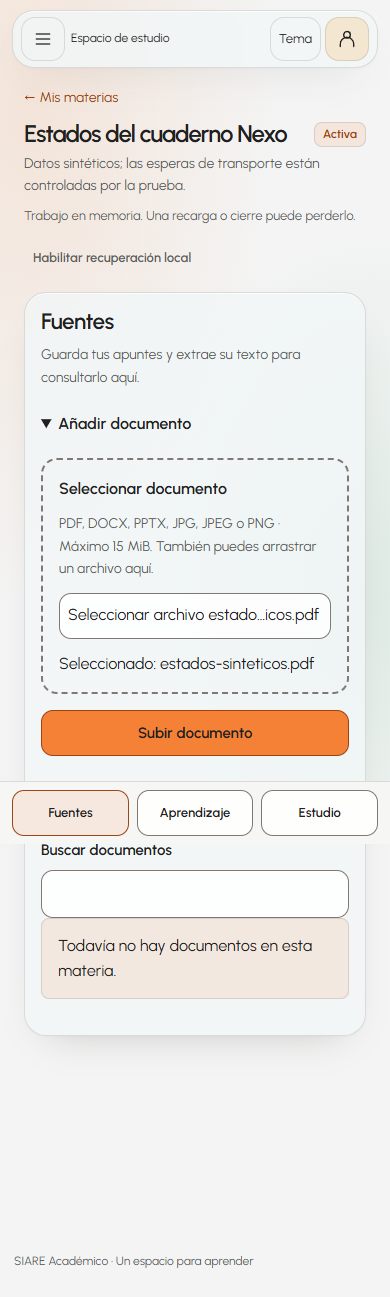 Espacio de estudio
Tema
← Mis materias
Estados del cuaderno Nexo
Activa
Datos sintéticos; las esperas de transporte están
controladas por la prueba.
Trabajo en memoria. Una recarga o cierre puede perderlo.
Habilitar recuperación local
Fuentes
Guarda tus apuntes y extrae su texto para
consultarlo aquí.
▼ Añadir documento
Seleccionar documento
PDF, DOCX, PPTX, JPG, JPEG o PNG ·
Máximo 15 MiB. También puedes arrastrar
un archivo aquí.
Seleccionar archivo estado...icos.pdf
Seleccionado: estados-sinteticos.pdf
Subir documento
Fuentes
Aprendizaje
Estudio
Buscar documentos
Todavía no hay documentos en esta
materia.
SIARE Académico · Un espacio para aprender